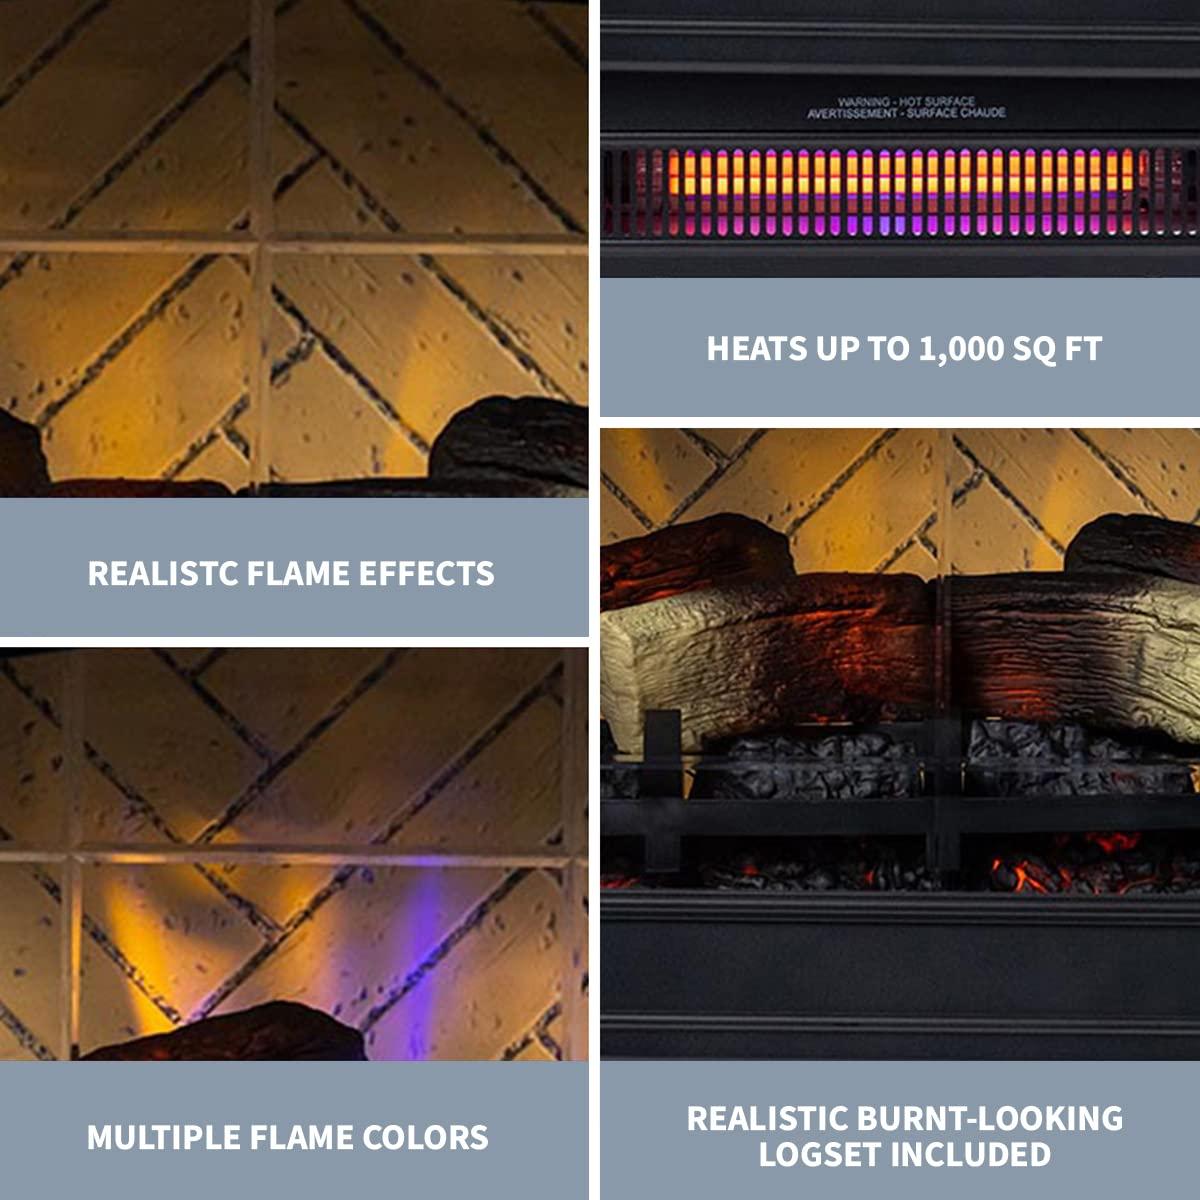 WARNING - HOT SURFACE
AVERTISSEMENT - SURFACE CHAUDE
HEATS UP TO 1,000 SQ FT
REALISTC FLAME EFFECTS
MULTIPLE FLAME COLORS
REALISTIC BURNT-LOOKING
LOGSET INCLUDED